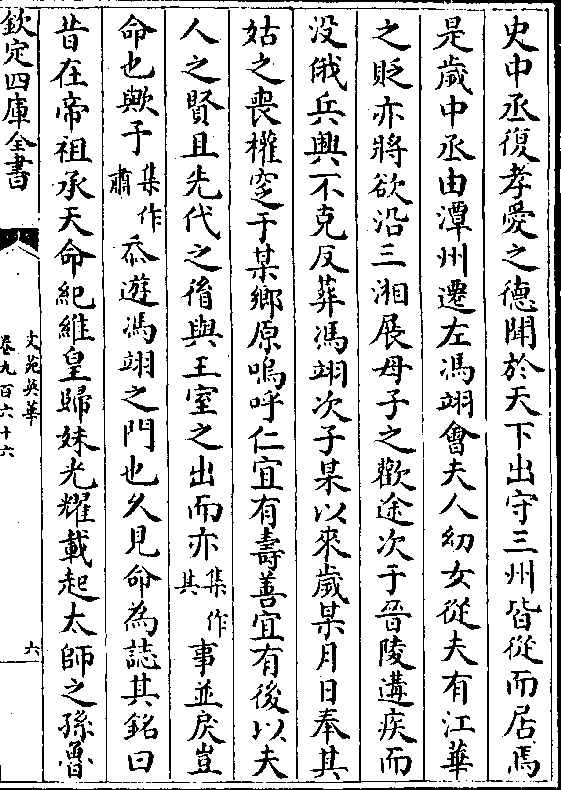 史中丞復孝愛之德聞於天下出守三州皆從而居焉
是歲中丞由潭州遷左馮翊會夫人幼女從夫有江華
之貶亦將欲沿三湘展母子之歡途次于晉陵遘疾而
没俄兵興不克反葬馮翊次子某以來歲某月日奉其
姑之喪權窆于某鄉原嗚呼仁宜有壽善宜有後以夫
人之賢且先代之後與王室之出而亦集作其事並戾豈
命也歟予集作肅忝遊馮翊之門也久見命為誌其銘曰
昔在帝祖承天命紀維皇歸妹光耀載起太師之孫魯
欽定四庫全書
文苑英華
卷九百六十六
六